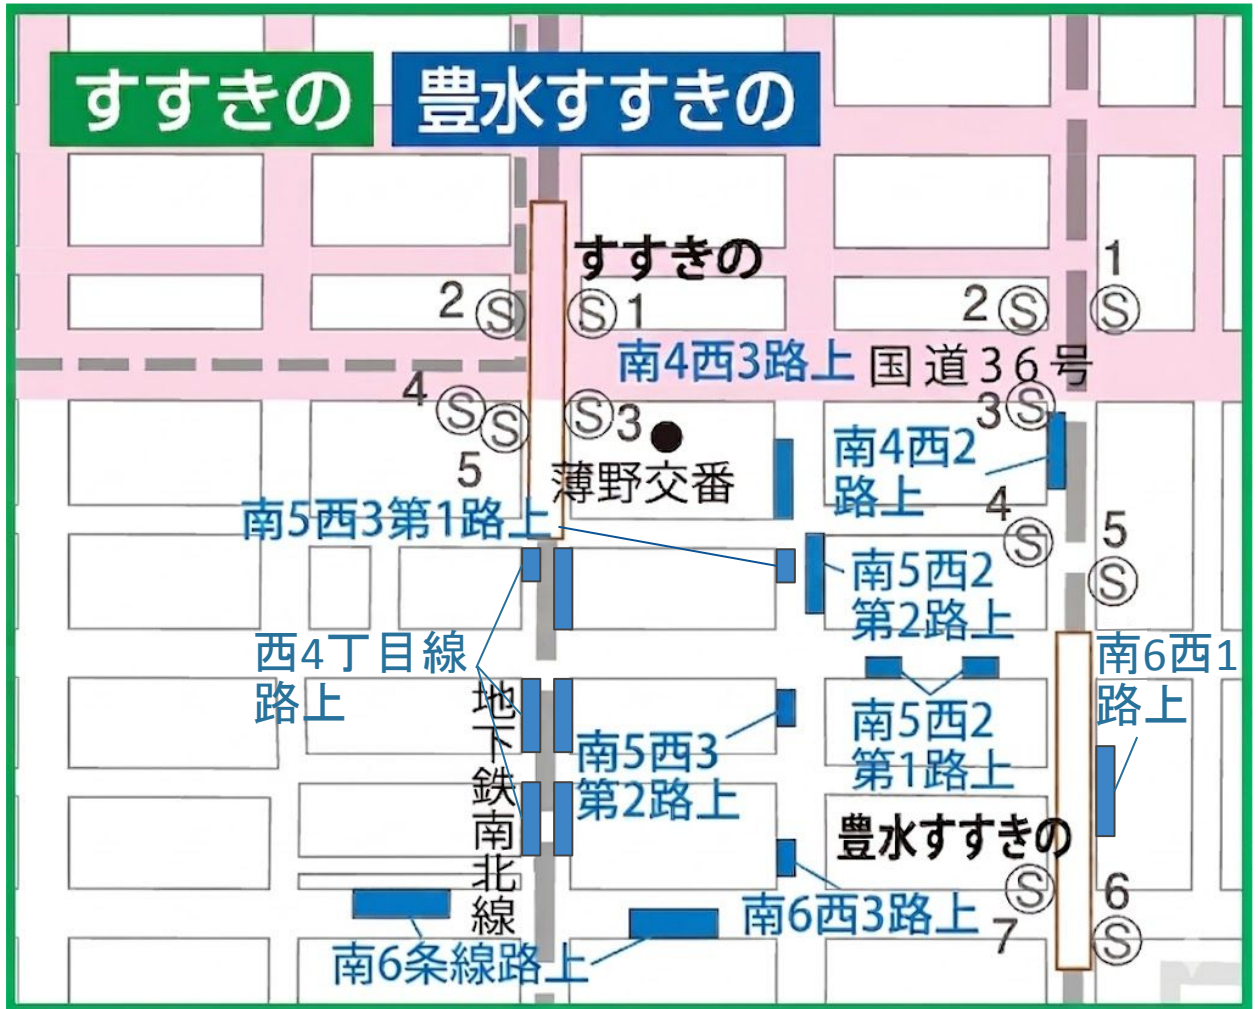 すすきの
豊水すすきの
すすきの
1
2
Ⓢ
Ⓢ
1
2
Ⓢ
Ⓢ
南4西3路上
国道36号
4
Ⓢ
Ⓢ
Ⓢ
3
3
Ⓢ
5
薄野交番
南4西2
路上
南5西3第1路上
4
Ⓢ
5
Ⓢ
南5西2
第2路上
西4丁目線
路上
南6西1
路上
地下鉄南北線
南5西3
第2路上
南5西2
第1路上
豊水すすきの
Ⓢ
7
6
Ⓢ
南6西3路上
南6条線路上